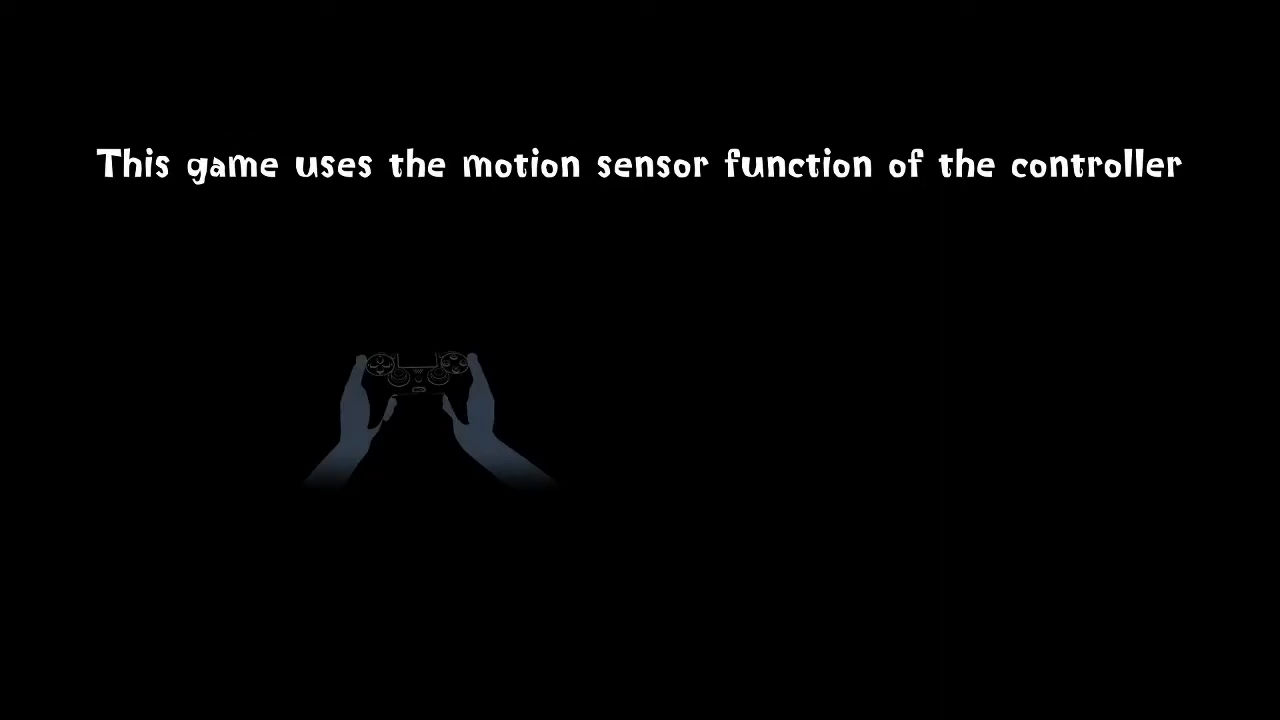 This game uses the motion sensor function of the controller